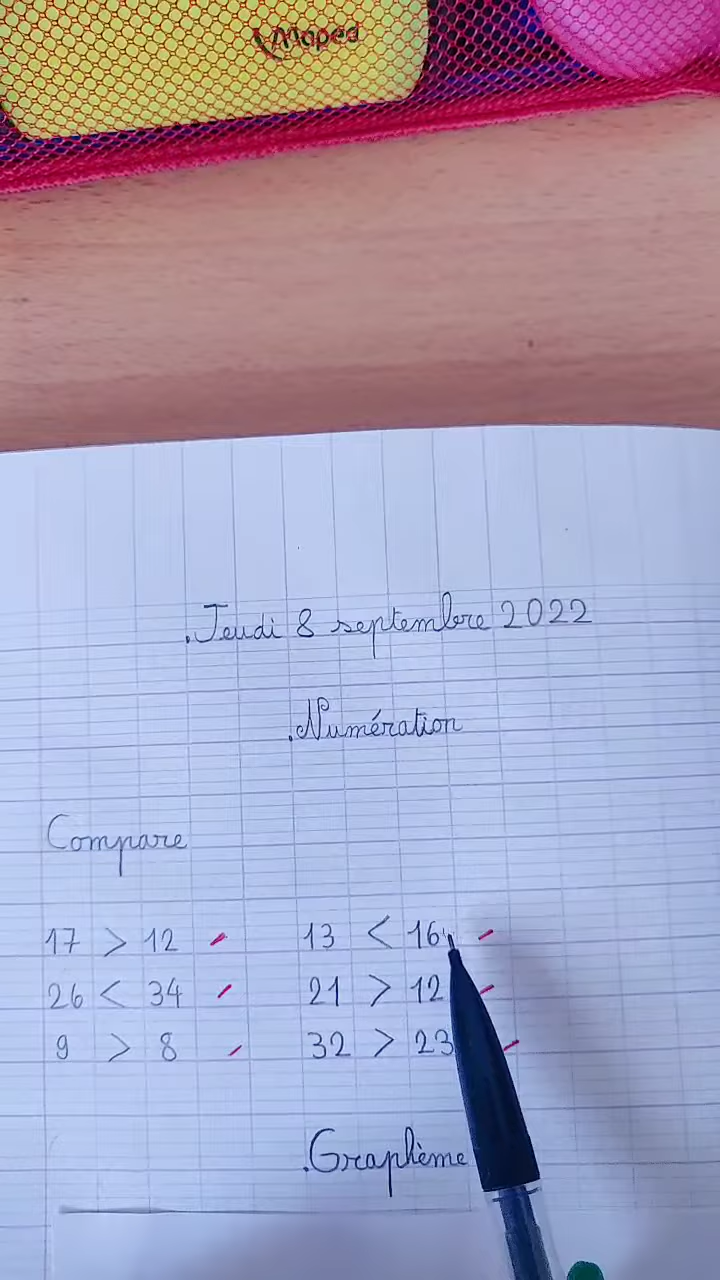 Maped
Jeudi 8 septembre 2022
Numération
Compare
17 > 12 13 < 16
26 < 34 21 > 12
9 > 8 32 > 23
Graphème